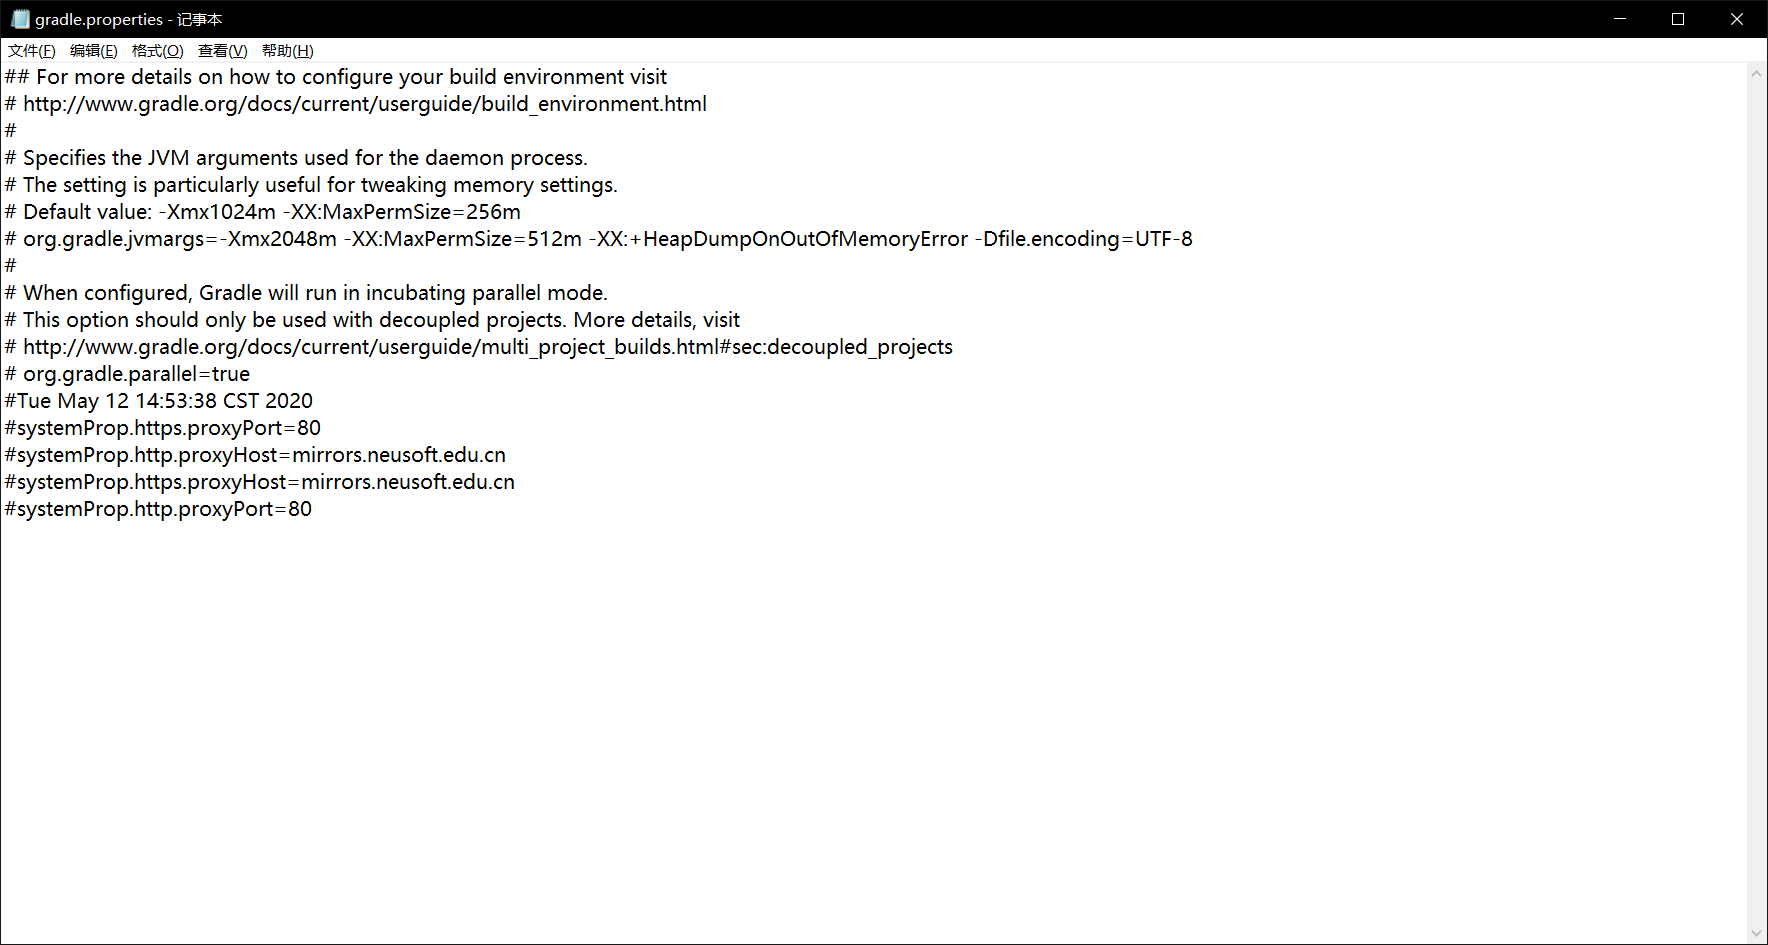 gradle.properties - 记事本
文件(F) 编辑(E) 格式(O) 查看(V) 帮助(H)
## For more details on how to configure your build environment visit
# http://www.gradle.org/docs/current/userguide/build_environment.html
#
# Specifies the JVM arguments used for the daemon process.
# The setting is particularly useful for tweaking memory settings.
# Default value: -Xmx1024m -XX:MaxPermSize=256m
# org.gradle.jvmargs=-Xmx2048m -XX:MaxPermSize=512m -XX:+HeapDumpOnOutOfMemoryError -Dfile.encoding=UTF-8
#
# When configured, Gradle will run in incubating parallel mode.
# This option should only be used with decoupled projects. More details, visit
# http://www.gradle.org/docs/current/userguide/multi_project_builds.html#sec:decoupled_projects
# org.gradle.parallel=true
#Tue May 12 14:53:38 CST 2020
#systemProp.https.proxyPort=80
#systemProp.http.proxyHost=mirrors.neusoft.edu.cn
#systemProp.https.proxyHost=mirrors.neusoft.edu.cn
#systemProp.http.proxyPort=80